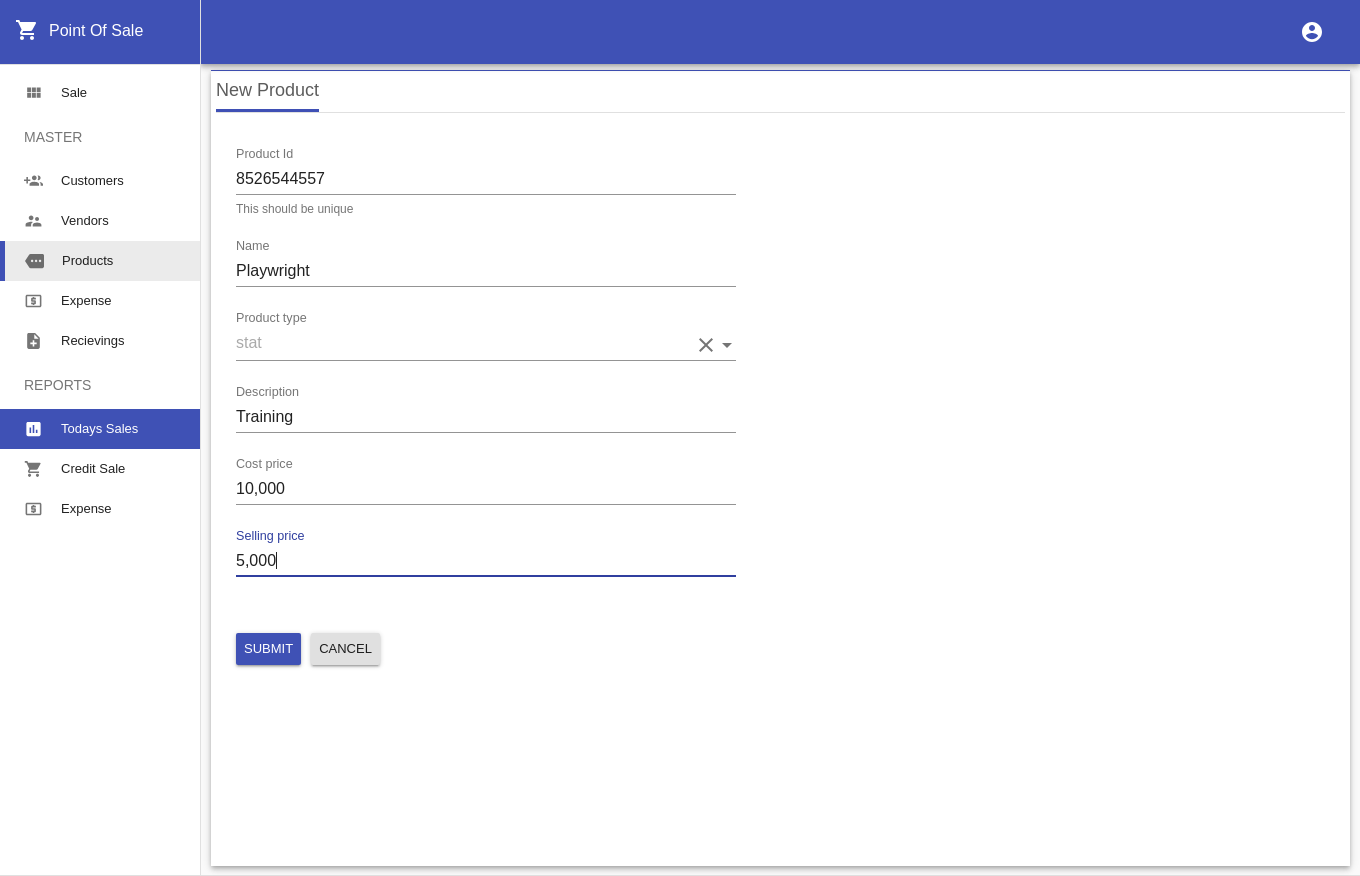 Point Of Sale
Sale
MASTER
Customers
Vendors
Products
Expense
Recievings
REPORTS
Todays Sales
Credit Sale
Expense
New Product
Product Id
8526544557
This should be unique
Name
Playwright
Product type
stat
Description
Training
Cost price
10,000
Selling price
5,000
SUBMIT CANCEL